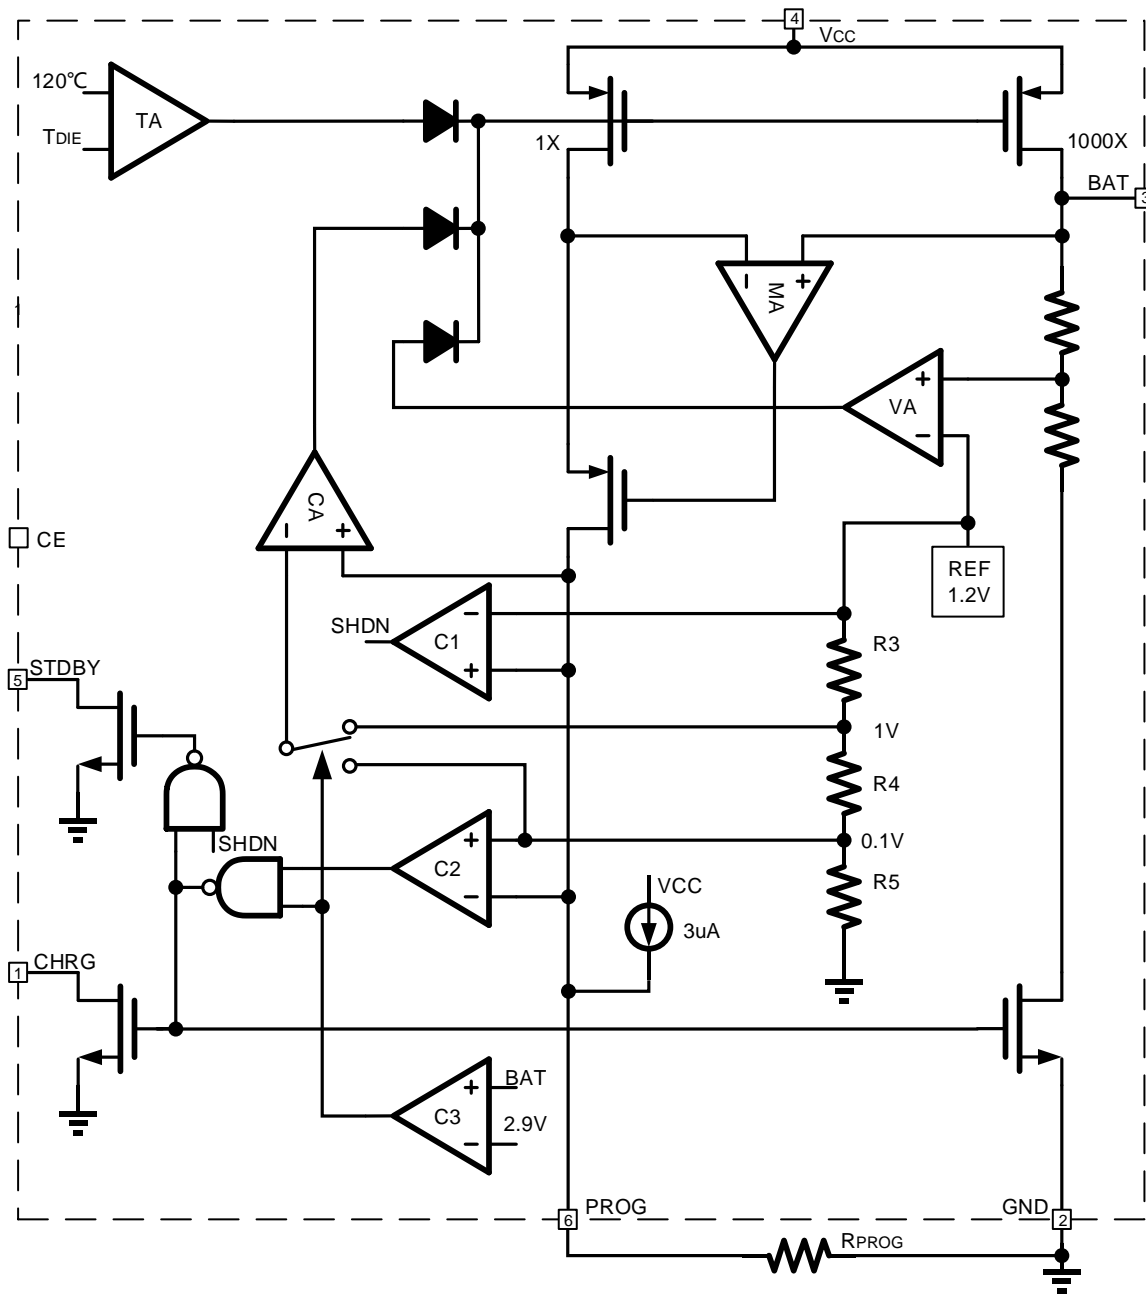 4
VCC
120℃
TA
TDIE
1X
1000X
BAT
3
− +
MA
+
VA
−
CA
− +
CE
REF
1.2V
−
SHDN
C1
+
R3
STDBY
5
1V
R4
SHDN
+
C2
−
0.1V
R5
VCC
3uA
CHRG
1
+
BAT
C3
2.9V
−
PROG
6
GND
2
RPROG